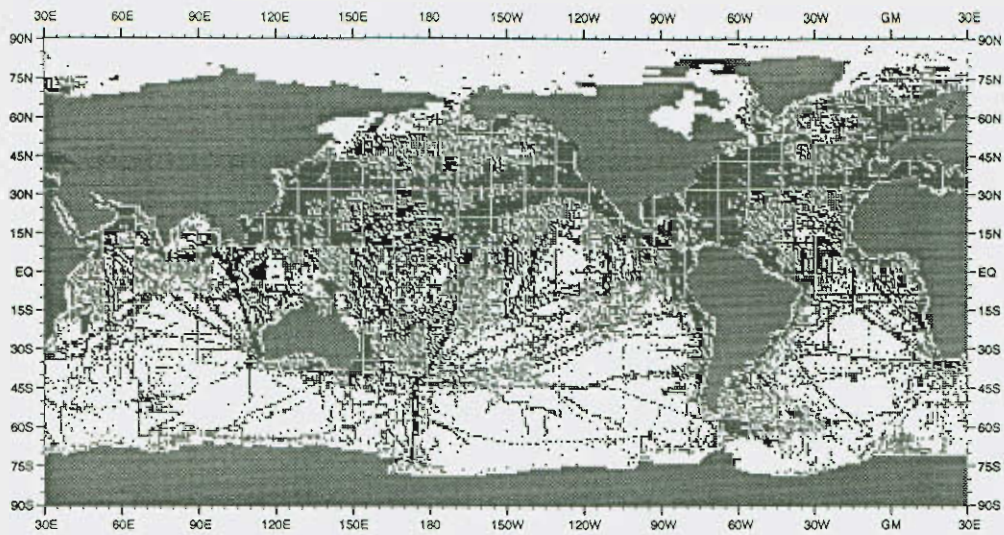 30E 60E 90E 120E 150E 180 150W 120W 90W 60W 30W GM 30E
90N 90N
75N 75N
60N 60N
45N 45N
30N 30N
15N 15N
EQ EQ
15S 15S
30S 30S
45S 45S
60S 60S
75S 75S
90S 90S
30E 60E 90E 120E 150E 180 150W 120W 90W 60W 30W GM 30E